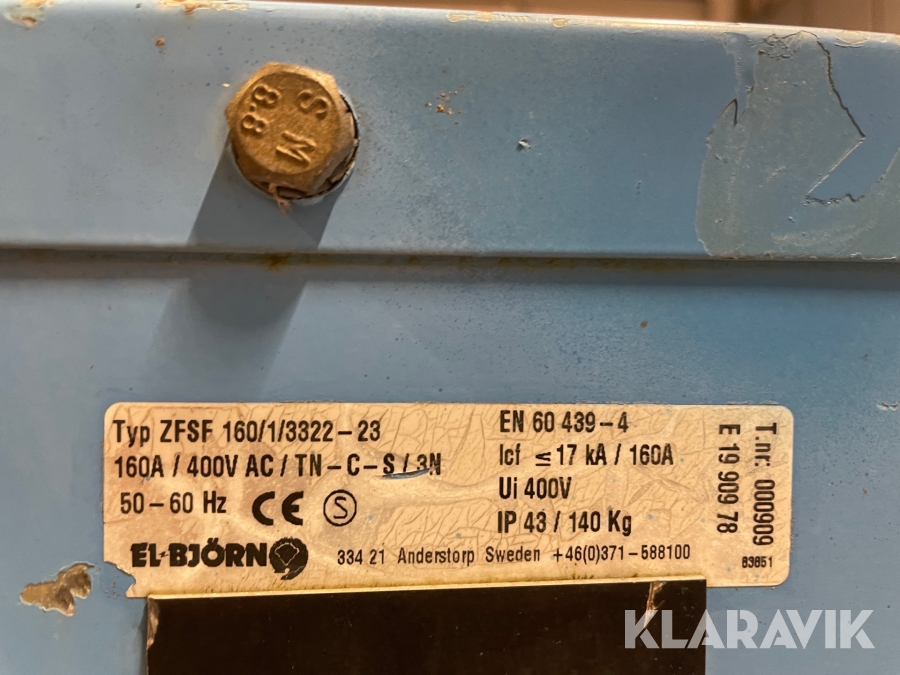 S M
8.8
Typ ZFSF 160/1/3322-23
160A / 400V AC / TN-C-S / 3N
50-60 Hz CE S
EL-BJÖRN
EN 60 439-4
Icf ≤ 17 kA / 160A
Ui 400V
IP 43 / 140 Kg
334 21 Anderstorp Sweden +46(0)371-588100
T.nr: 000909
E 19 909 78
83851
KLARAVIK